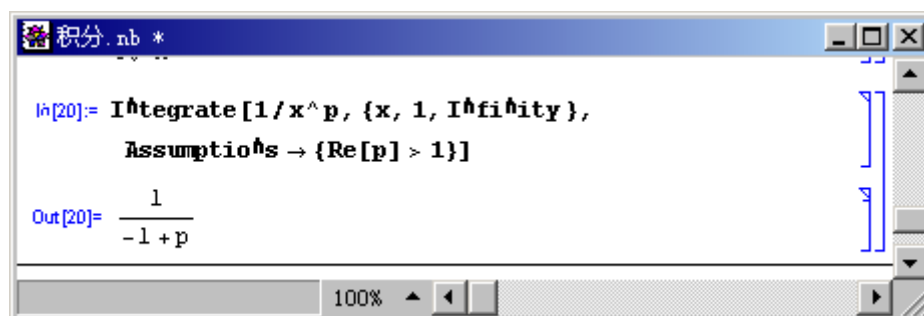 积分.nb *
In[20]:= Integrate[1/x^p, {x, 1, Infinity},
Assumptions → {Re[p] > 1}]
Out[20]= 1
-1 + p
100%